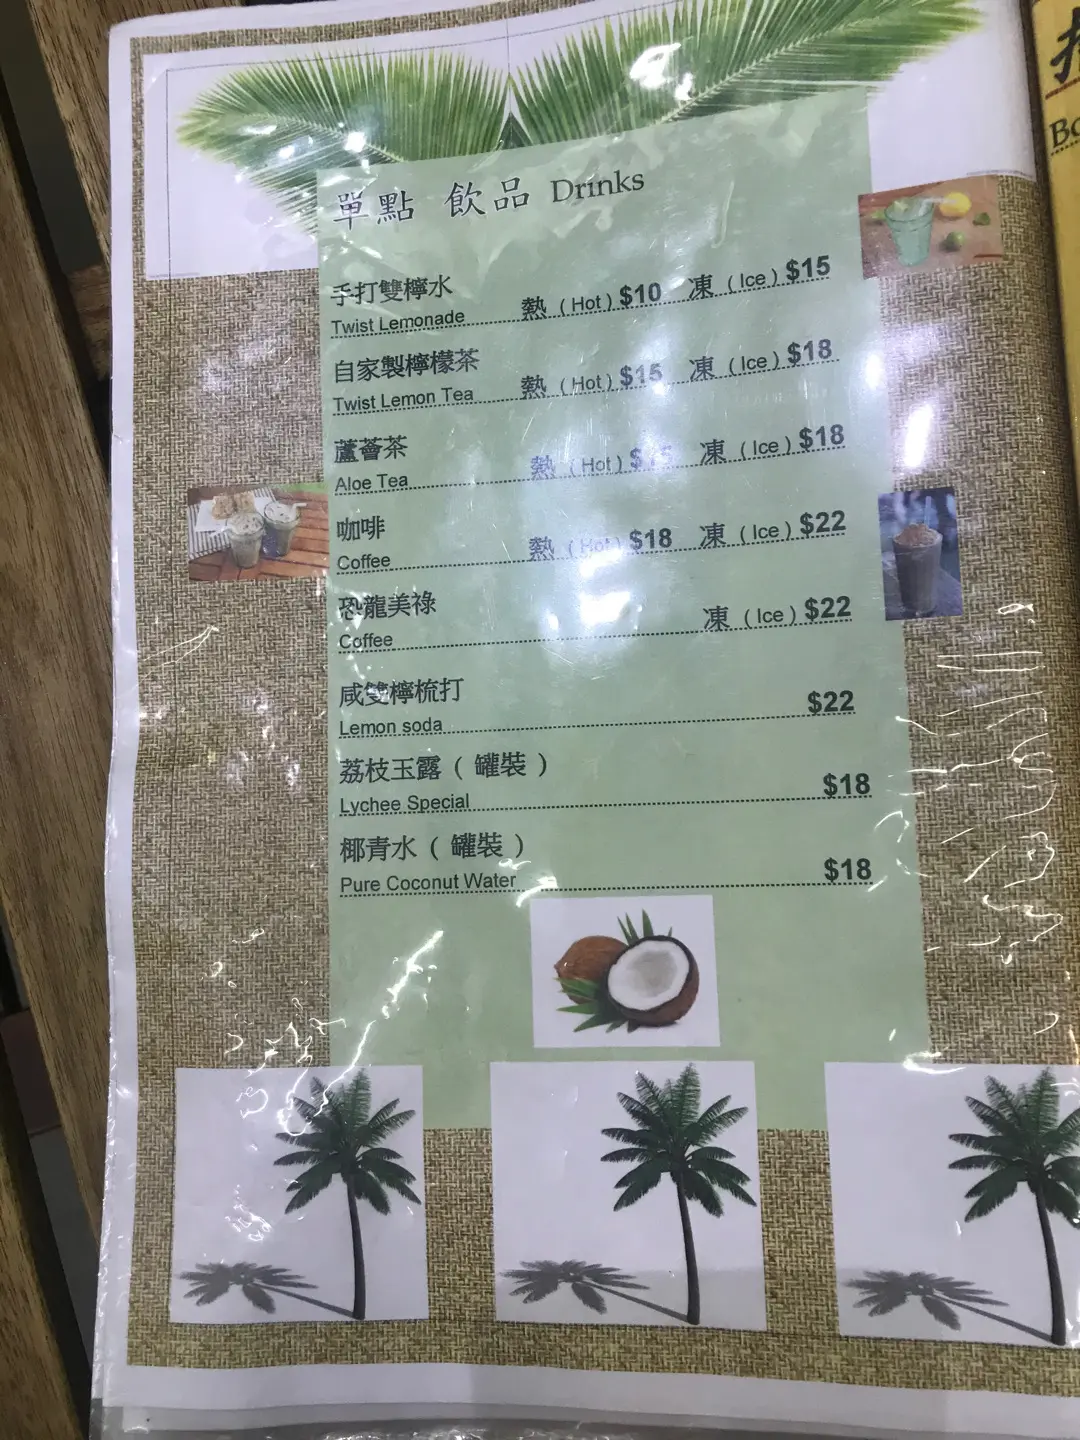 單點 飲品 Drinks
手打雙檸水 熱 (Hot) $10 凍 (Ice) $15
Twist Lemonade
自家製檸檬茶 熱 (Hot) $15 凍 (Ice) $18
Twist Lemon Tea
蘆薈茶 熱 (Hot) 凍 (Ice) $18
Aloe Tea
咖啡 熱 (Hot) $18 凍 (Ice) $22
Coffee
恐龍美祿 凍 (Ice) $22
Coffee
咸雙檸梳打 $22
Lemon soda
荔枝玉露 ( 罐裝 ) $18
Lychee Special
椰青水 ( 罐裝 ) $18
Pure Coconut Water